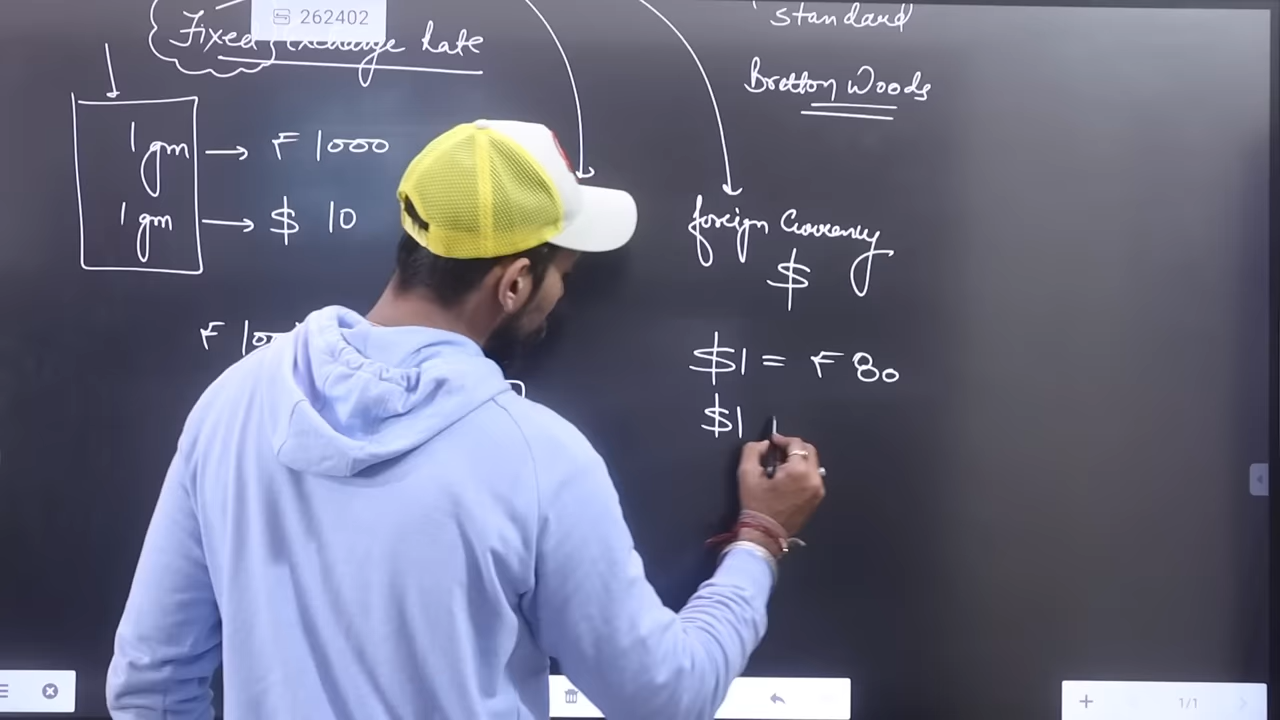 262402
Fixed Exchange Rate
1 gm → F 1000
1 gm → $ 10
F 100
standard
Bretton Woods
foreign Currency
$
$1 = F 80
$1
1/1